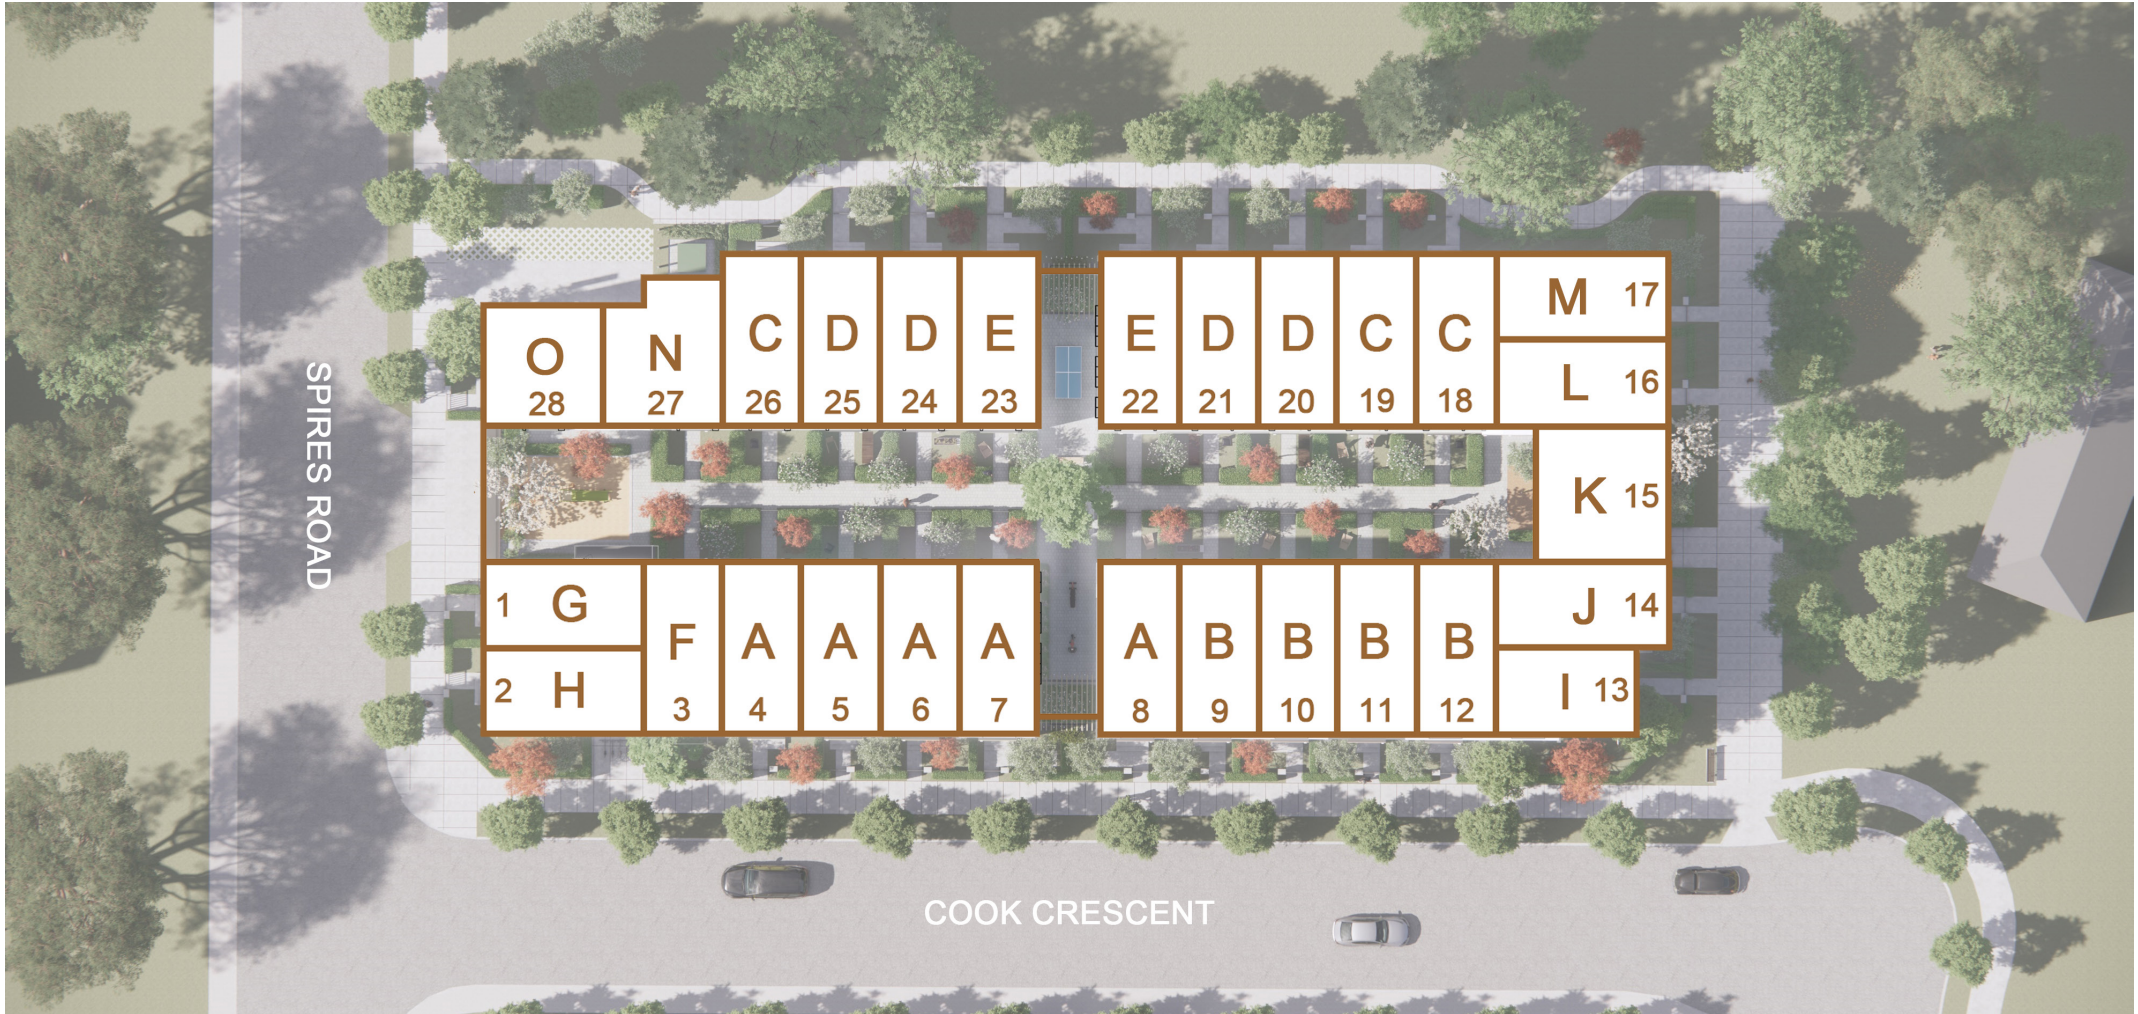 C D D E E D D C C M 17
O N
28 27 26 25 24 23 22 21 20 19 18 L 16
SPIRES ROAD
K 15
1 G J 14
F A A A A A B B B B
2 H I 13
3 4 5 6 7 8 9 10 11 12
COOK CRESCENT